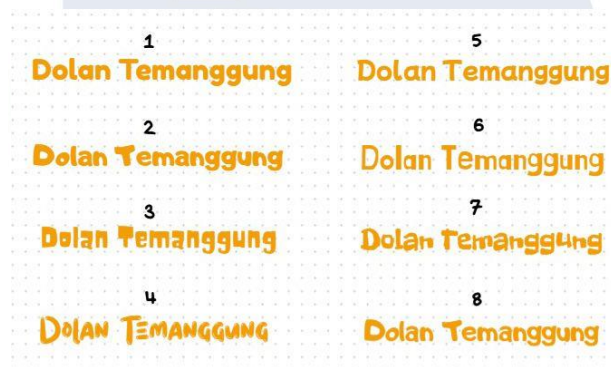 1
Dolan Temanggung
2
Dolan Temanggung
3
Dolan Temanggung
4
DOLAN TEMANGGUNG
5
Dolan Temanggung
6
Dolan Temanggung
7
Dolan Temanggung
8
Dolan Temanggung